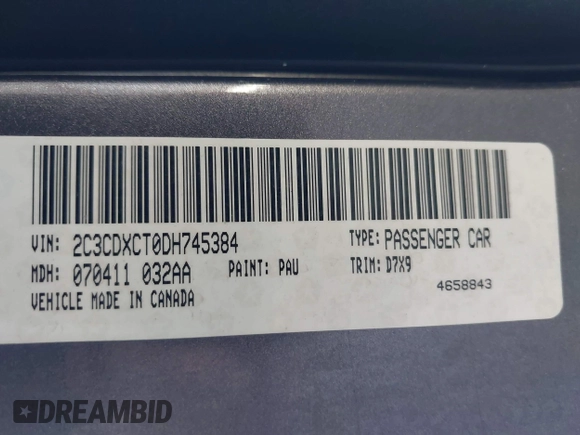 VIN: 2C3CDXCT0DH745384 TYPE: PASSENGER CAR
MDH: 070411 032AA PAINT: PAU TRIM: D7X9
VEHICLE MADE IN CANADA 4658843
DREAMBID